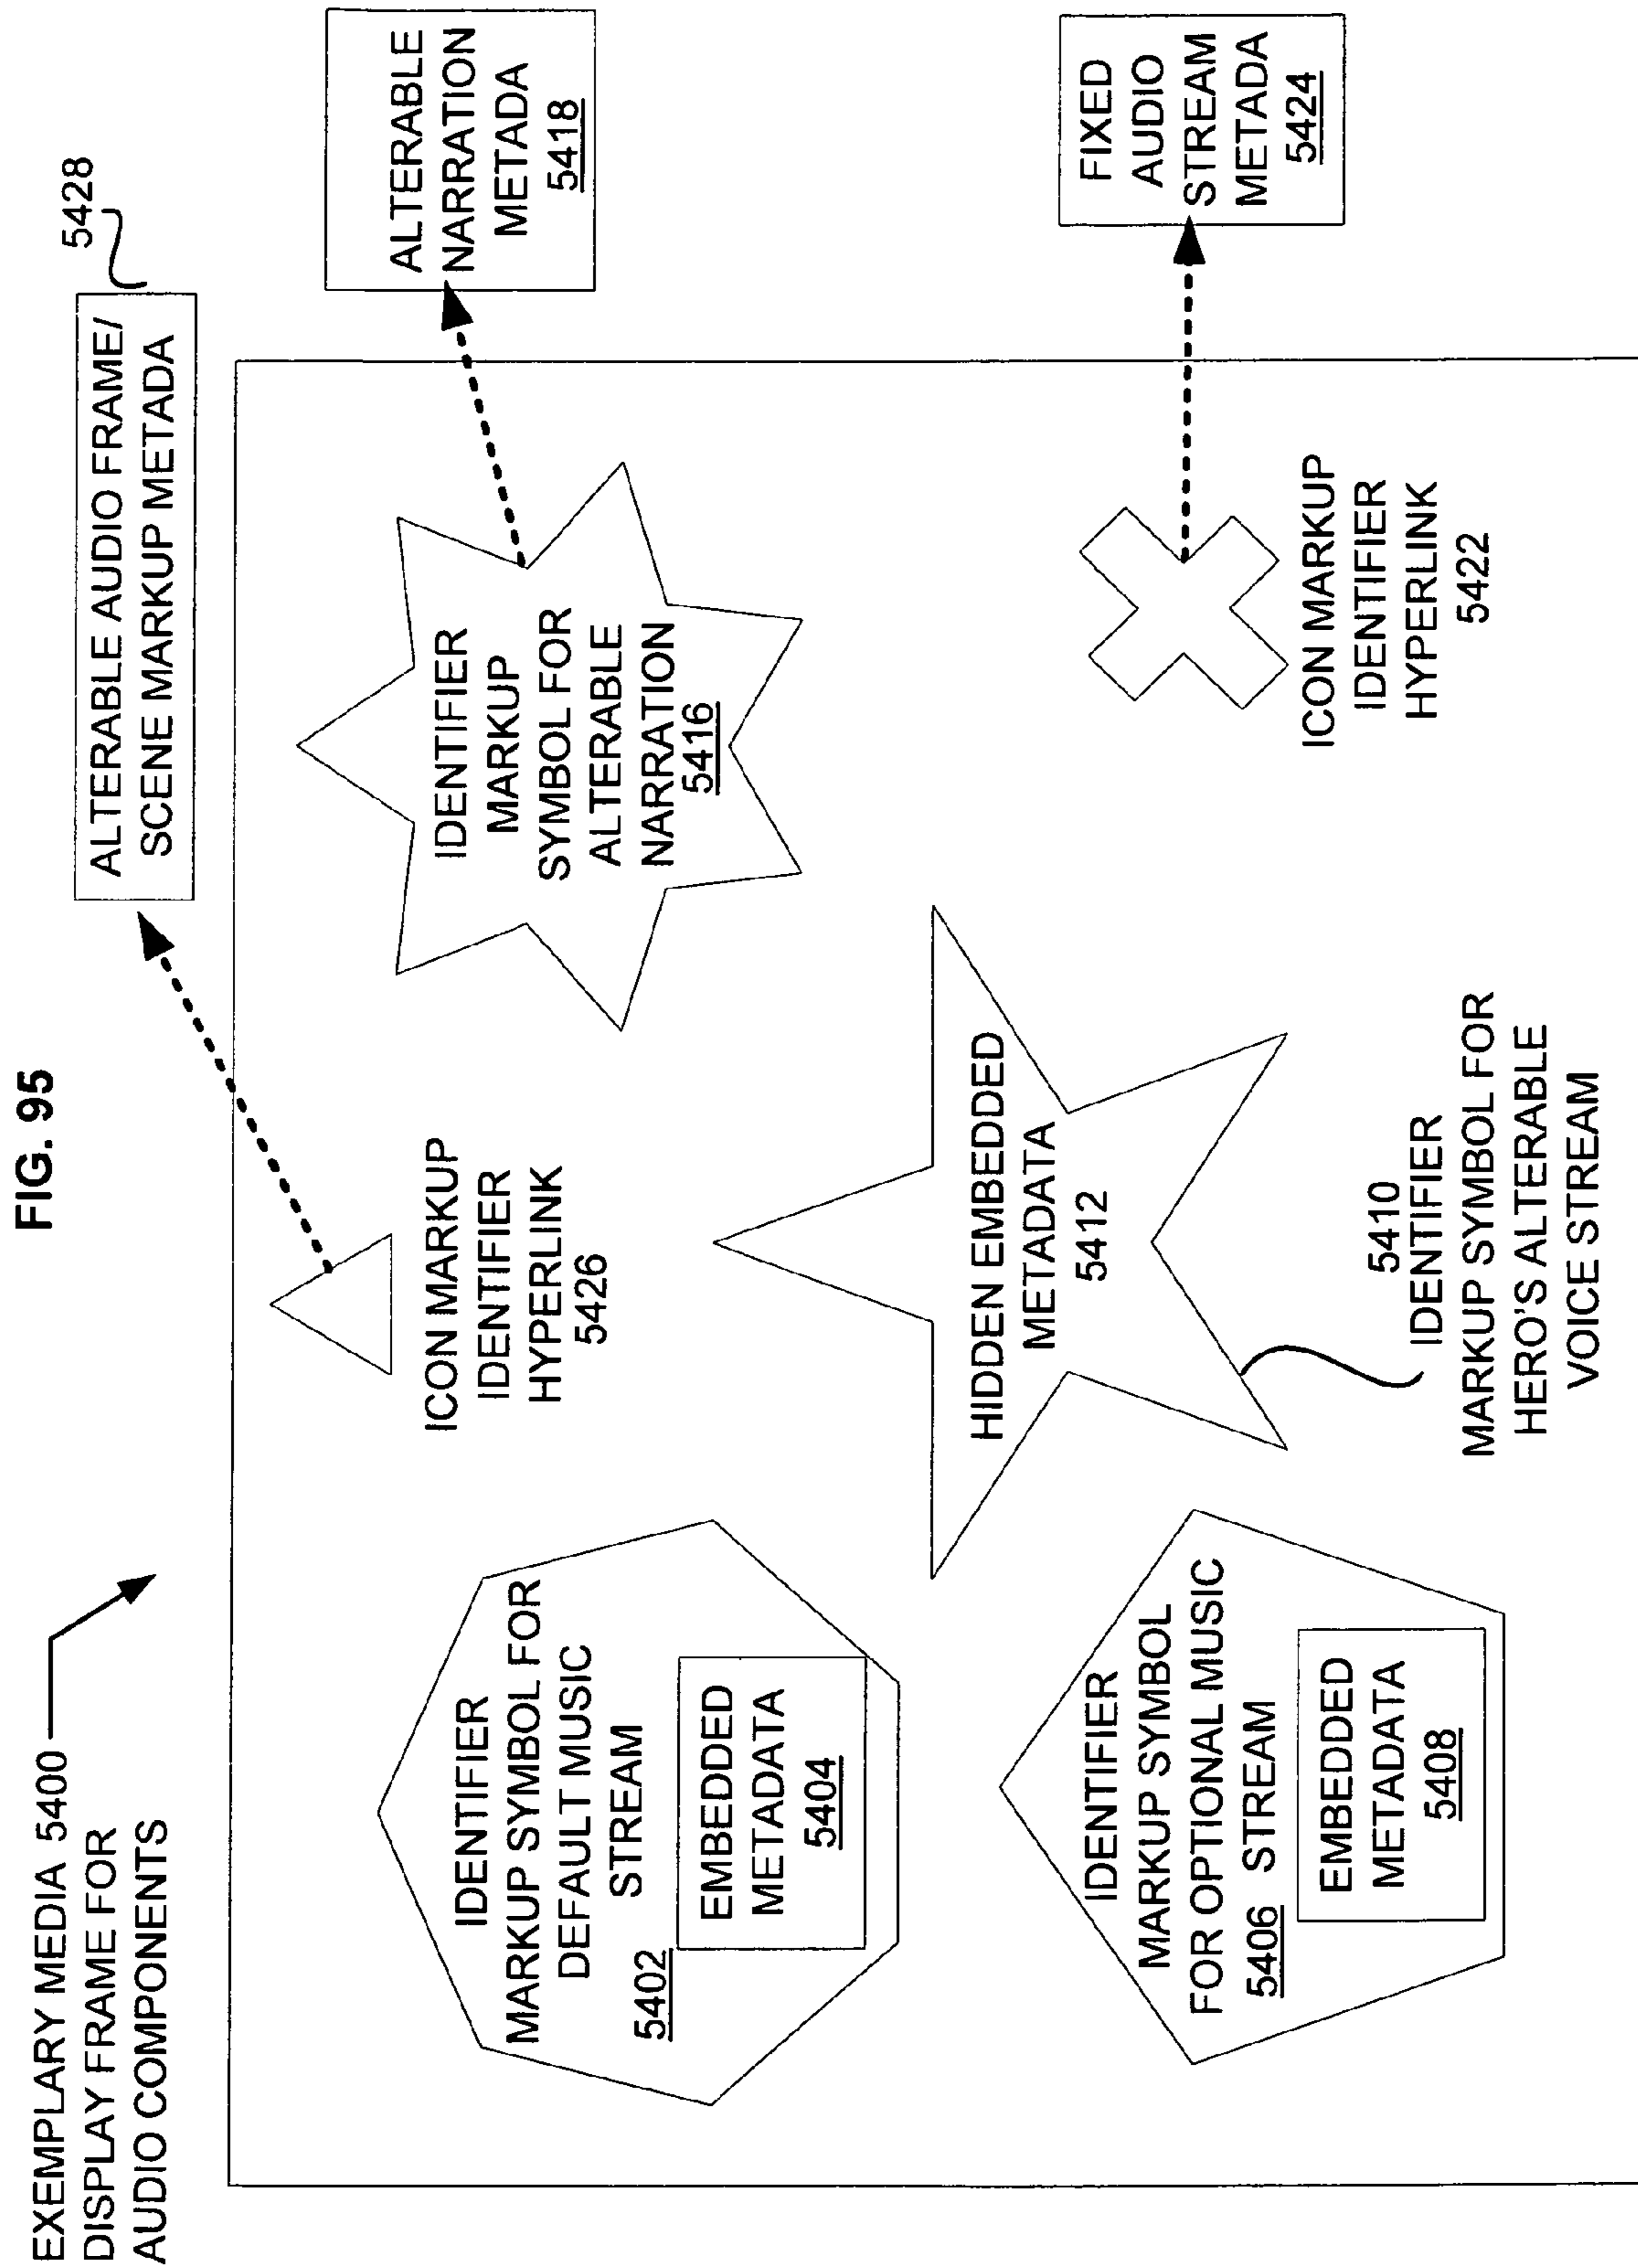 FIG. 95
EXEMPLARY MEDIA 5400
DISPLAY FRAME FOR
AUDIO COMPONENTS
ALTERABLE AUDIO FRAME/
SCENE MARKUP METADA
5428
IDENTIFIER
MARKUP SYMBOL FOR
DEFAULT MUSIC
STREAM
5402
EMBEDDED
METADATA
5404
ICON MARKUP
IDENTIFIER
HYPERLINK
5426
IDENTIFIER
MARKUP
SYMBOL FOR
ALTERABLE
NARRATION
5416
ALTERABLE
NARRATION
METADA
5418
IDENTIFIER
MARKUP SYMBOL
FOR OPTIONAL MUSIC
5406 STREAM
EMBEDDED
METADATA
5408
HIDDEN EMBEDDED
METADATA
5412
5410
IDENTIFIER
MARKUP SYMBOL FOR
HERO'S ALTERABLE
VOICE STREAM
ICON MARKUP
IDENTIFIER
HYPERLINK
5422
FIXED
AUDIO
STREAM
METADA
5424